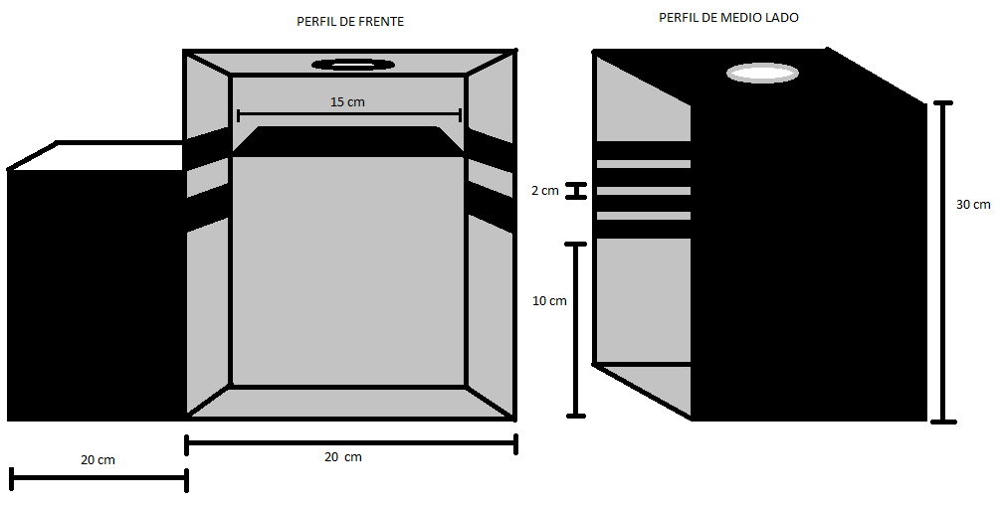 PERFIL DE FRENTE
PERFIL DE MEDIO LADO
15 cm
2 cm
30 cm
10 cm
20 cm
20 cm